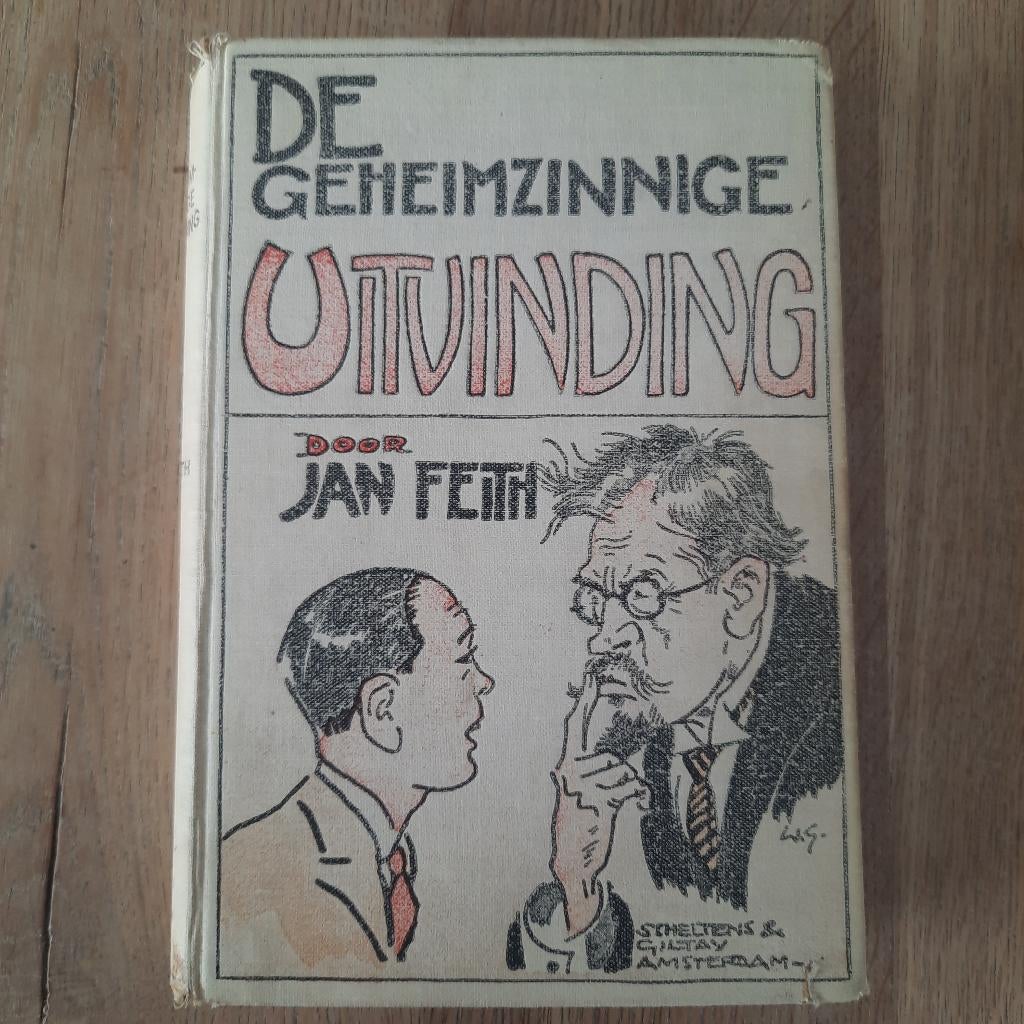 DE
GEHEIMZINNIGE
UITVINDING
DOOR
JAN FEITH
W.G.
SCHELTENS &
GILTAY
AMSTERDAM